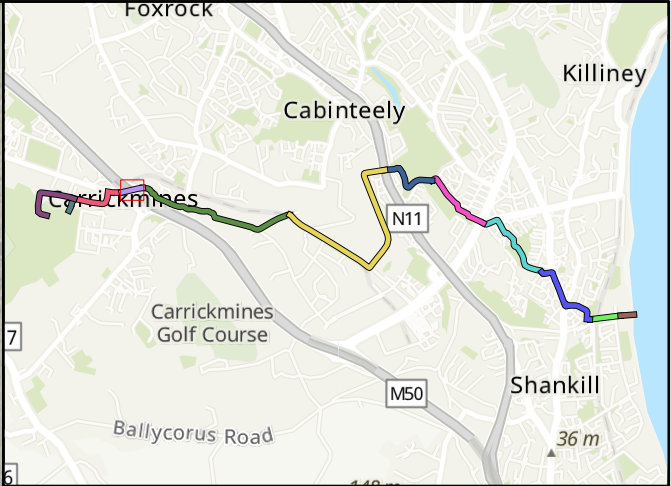 Foxrock
Killiney
Cabinteely
Carrickmines
N11
Carrickmines
Golf Course
7
Shankill
M50
Ballycorus Road
36 m
6